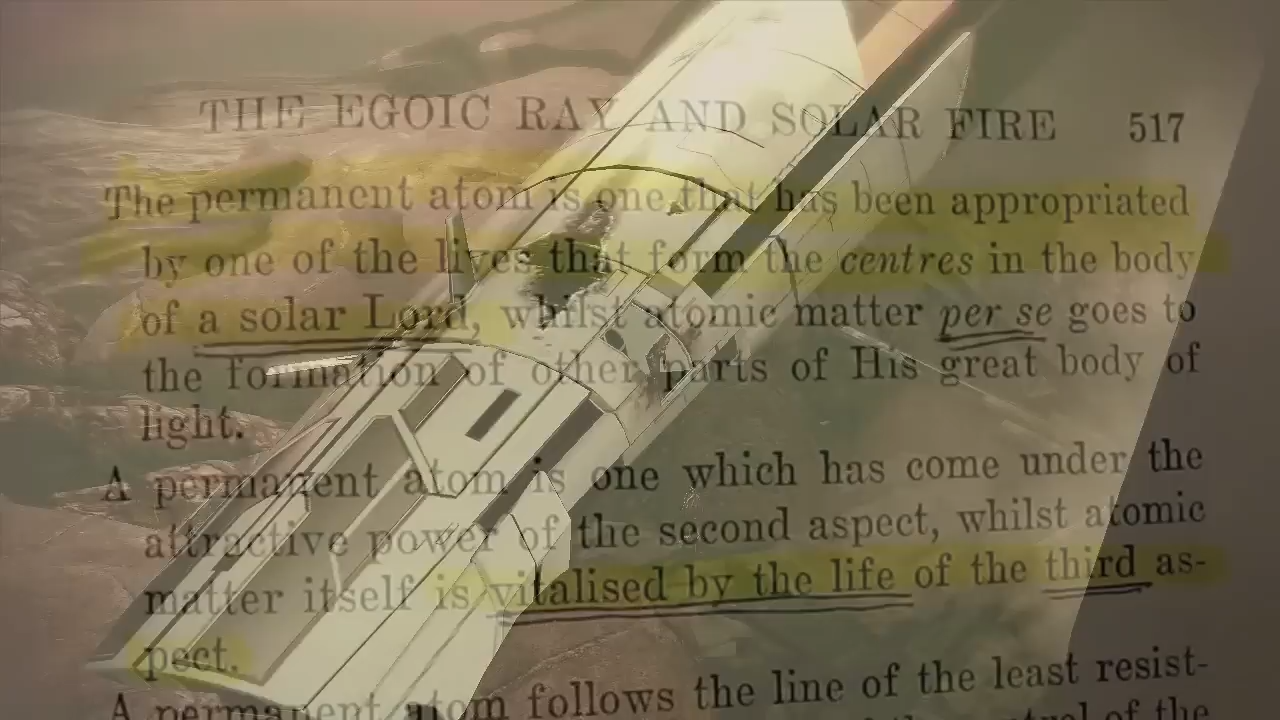 THE EGOIC RAY AND SOLAR FIRE 517
The permanent atom is one that has been appropriated
by one of the lives that form the centres in the body
of a solar Lord, whilst atomic matter per se goes to
the formation of other parts of His great body of
light.
A permanent atom is one which has come under the
attractive power of the second aspect, whilst atomic
matter itself is vitalised by the life of the third as-
pect.
A permanent atom follows the line of the least resist-
of the